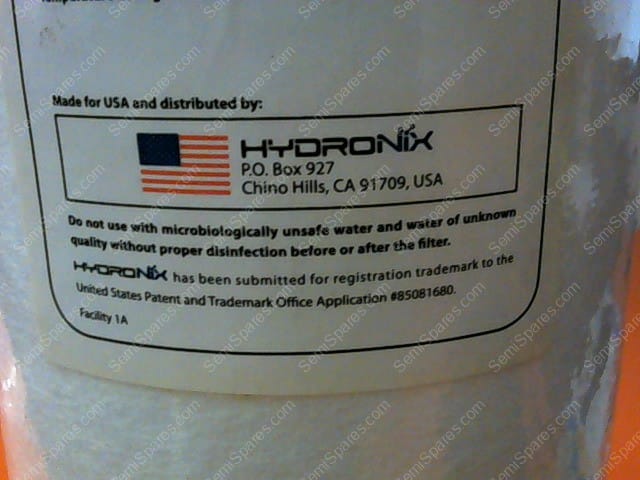 Made for USA and distributed by:
HYDRONIX
P.O. Box 927
Chino Hills, CA 91709, USA
Do not use with microbiologically unsafe water and water of unknown
quality without proper disinfection before or after the filter.
HYDRONIX has been submitted for registration trademark to the
United States Patent and Trademark Office Application #85081680.
Facility 1A
SemiSpares.com